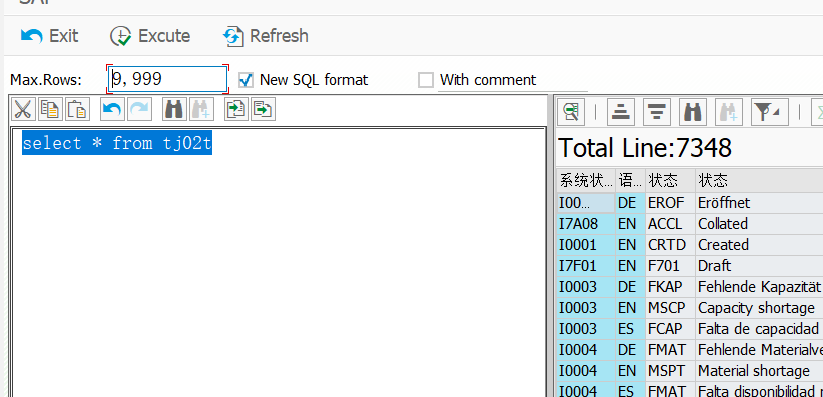 Exit Excute Refresh
Max.Rows: 9,999 New SQL format With comment
select * from tj02t
Total Line:7348
系统状... 语... 状态 状态
I00... DE EROF Eröffnet
I7A08 EN ACCL Collated
I0001 EN CRTD Created
I7F01 EN F701 Draft
I0003 DE FKAP Fehlende Kapazität
I0003 EN MSCP Capacity shortage
I0003 ES FCAP Falta de capacidad
I0004 DE FMAT Fehlende Materialve
I0004 EN MSPT Material shortage
I0004 ES FMAT Falta disponibilidad